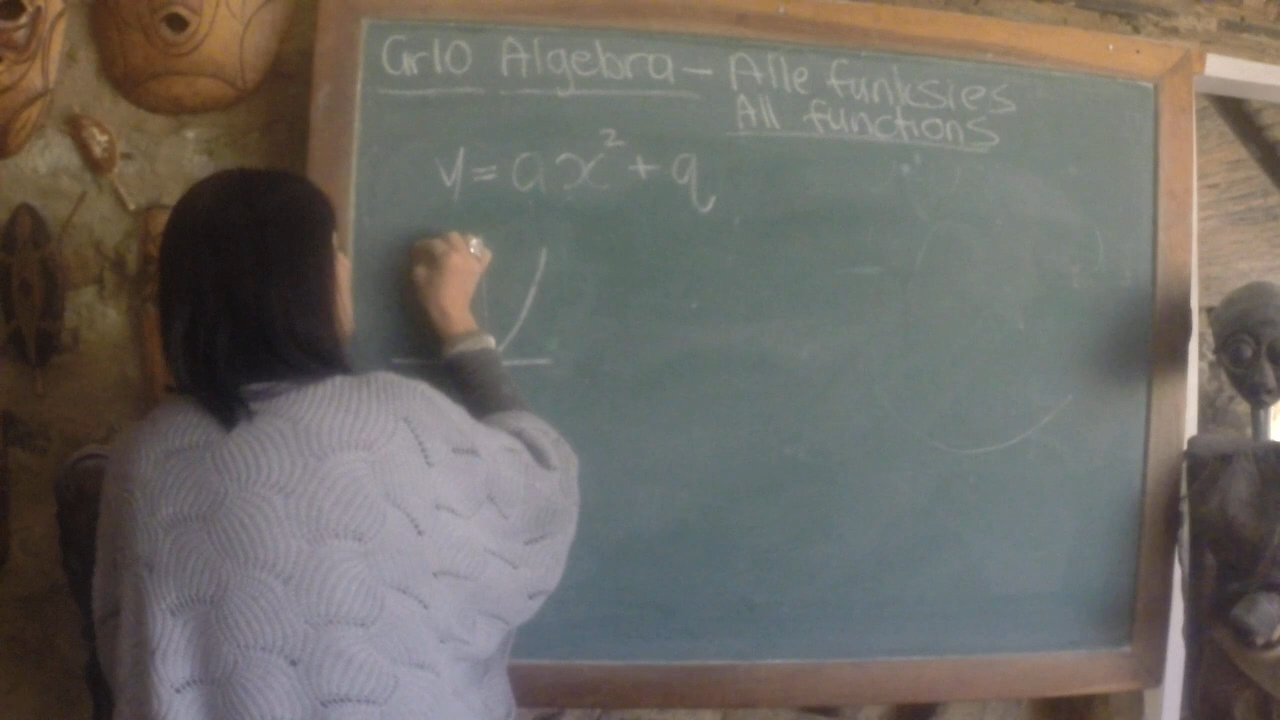 Gr10 Algebra – Alle funksies
All functions
y = ax² + q